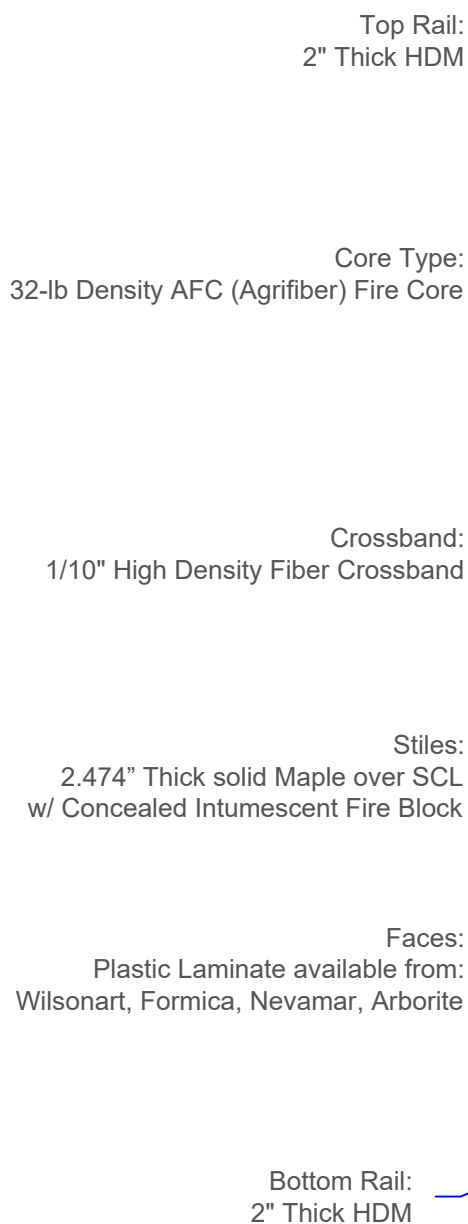 Top Rail:
2" Thick HDM
Core Type:
32-lb Density AFC (Agrifiber) Fire Core
Crossband:
1/10" High Density Fiber Crossband
Stiles:
2.474” Thick solid Maple over SCL
w/ Concealed Intumescent Fire Block
Faces:
Plastic Laminate available from:
Wilsonart, Formica, Nevamar, Arborite
Bottom Rail:
2" Thick HDM